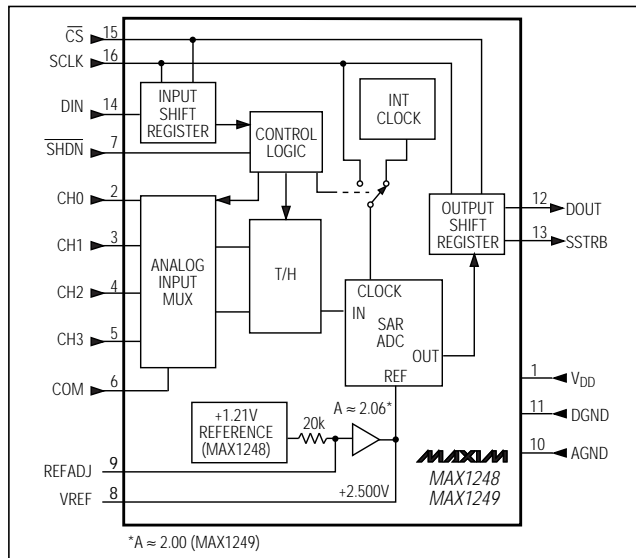 CS 15
SCLK 16
DIN 14
SHDN 7
CH0 2
CH1 3
CH2 4
CH3 5
COM 6
REFADJ 9
VREF 8
INPUT
SHIFT
REGISTER
CONTROL
LOGIC
INT
CLOCK
ANALOG
INPUT
MUX
T/H
OUTPUT
SHIFT
REGISTER
12 DOUT
13 SSTRB
CLOCK
IN
SAR
ADC
OUT
REF
1 VDD
11 DGND
10 AGND
+1.21V
REFERENCE
(MAX1248)
20k
A ≈ 2.06*
+2.500V
MAXIM
MAX1248
MAX1249
*A ≈ 2.00 (MAX1249)